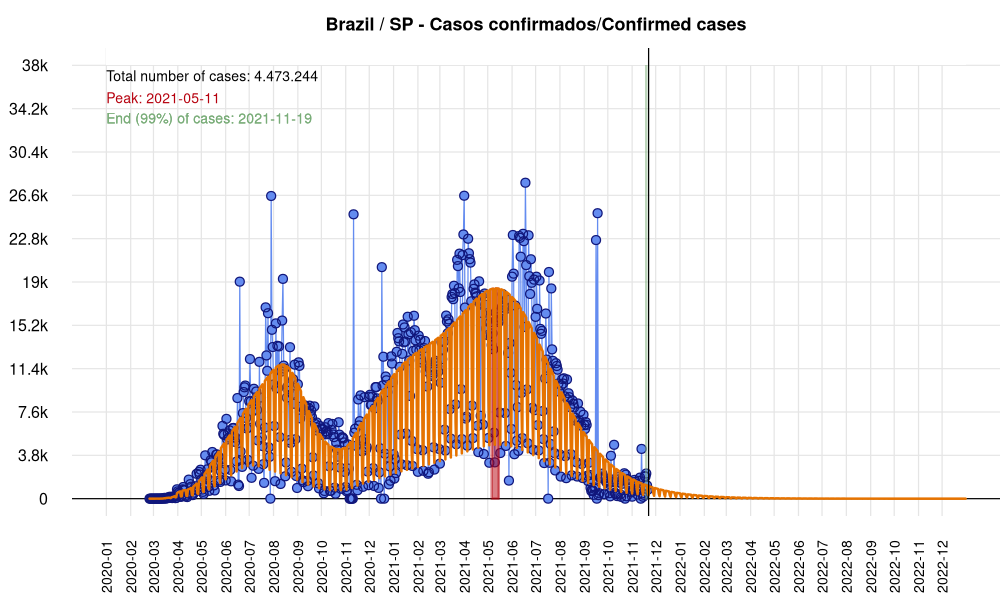 Brazil / SP - Casos confirmados/Confirmed cases
38k
Total number of cases: 4.473.244
Peak: 2021-05-11
34.2k
End (99%) of cases: 2021-11-19
30.4k
26.6k
22.8k
19k
15.2k
11.4k
7.6k
3.8k
0
2020-01
2020-02
2020-03
2020-04
2020-05
2020-06
2020-07
2020-08
2020-09
2020-10
2020-11
2020-12
2021-01
2021-02
2021-03
2021-04
2021-05
2021-06
2021-07
2021-08
2021-09
2021-10
2021-11
2021-12
2022-01
2022-02
2022-03
2022-04
2022-05
2022-06
2022-07
2022-08
2022-09
2022-10
2022-11
2022-12